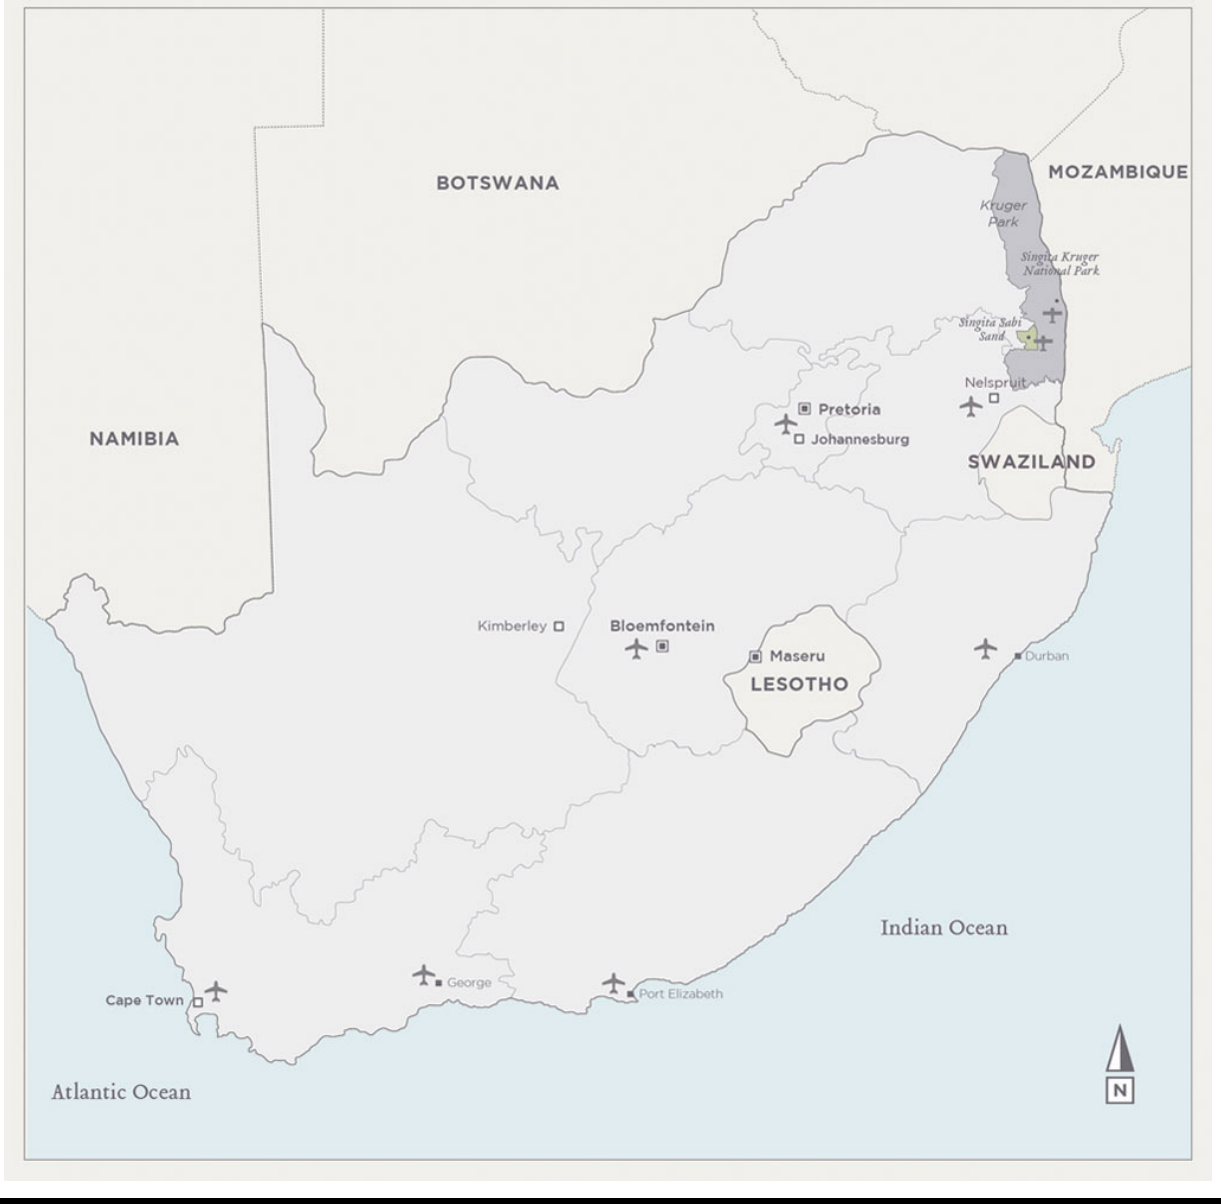 MOZAMBIQUE
BOTSWANA
Kruger
Park
Singita Kruger
National Park
Singita Sabi
Sand
Nelspruit
Pretoria
Johannesburg
NAMIBIA
SWAZILAND
Kimberley
Bloemfontein
Maseru
LESOTHO
Durban
Indian Ocean
George
Port Elizabeth
Cape Town
Atlantic Ocean
N